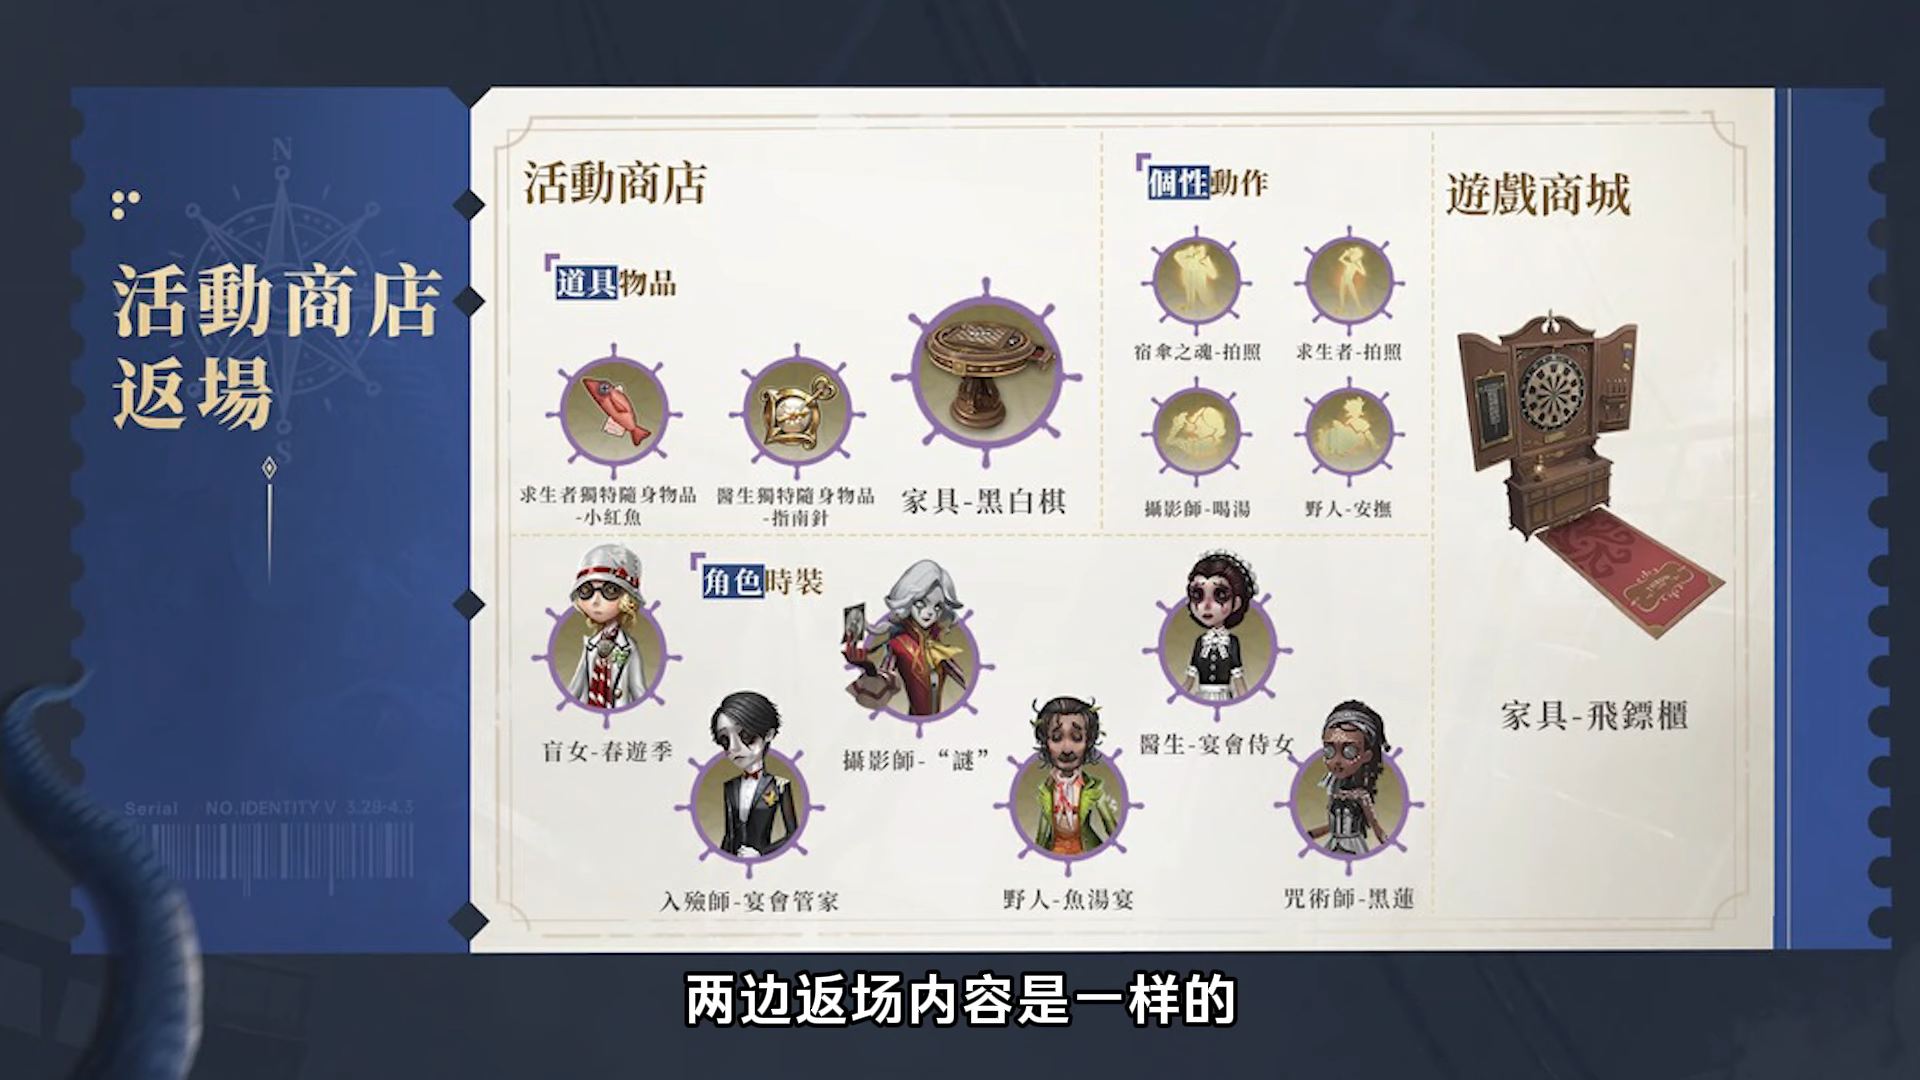 N
S
活動商店
返場
Serial NO.IDENTITY V 3.28-4.3
活動商店
道具物品
求生者獨特隨身物品
-小紅魚
醫生獨特隨身物品
-指南針
家具-黑白棋
個性動作
宿傘之魂-拍照
求生者-拍照
攝影師-喝湯
野人-安撫
角色時裝
盲女-春遊季
入殮師-宴會管家
攝影師-“謎”
野人-魚湯宴
醫生-宴會侍女
咒術師-黑蓮
遊戲商城
家具-飛鏢櫃
两边返场内容是一样的